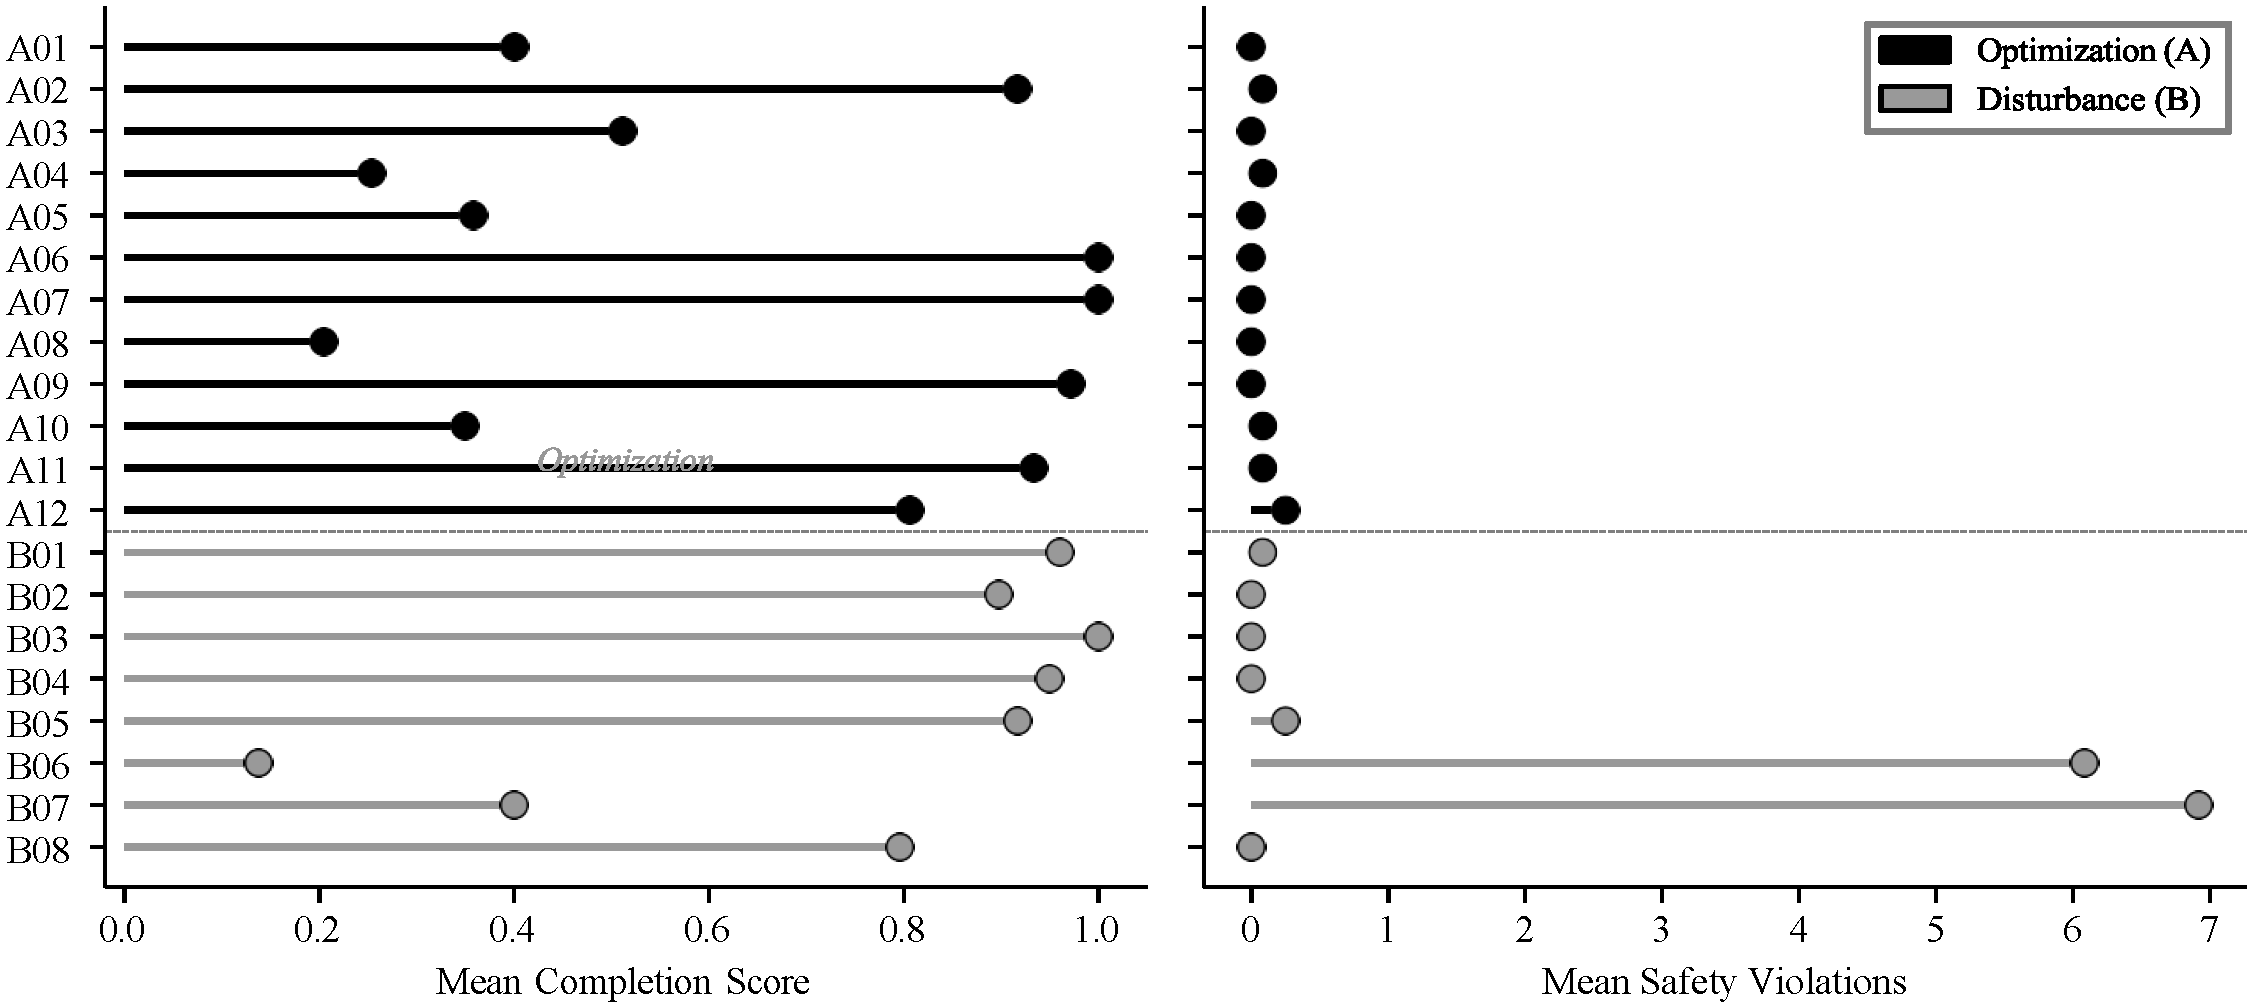 A01
A02
A03
A04
A05
A06
A07
A08
A09
A10
A11
A12
B01
B02
B03
B04
B05
B06
B07
B08
Optimization
0.0 0.2 0.4 0.6 0.8 1.0
Mean Completion Score
Optimization (A)
Disturbance (B)
0 1 2 3 4 5 6 7
Mean Safety Violations